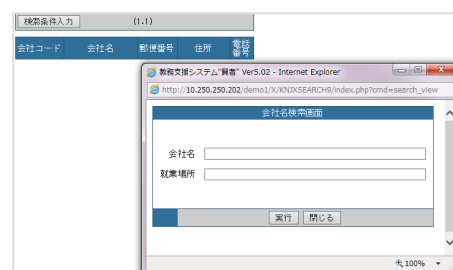 検索条件入力 (1.1)
会社コード 会社名 郵便番号 住所 電話番号
教務支援システム"賢者" Ver5.02 - Internet Explorer
http://10.250.250.202/demo1/X/KNJXSEARCH9/index.php?cmd=search_view
会社名検索画面
会社名
就業場所
実行 閉じる
100%